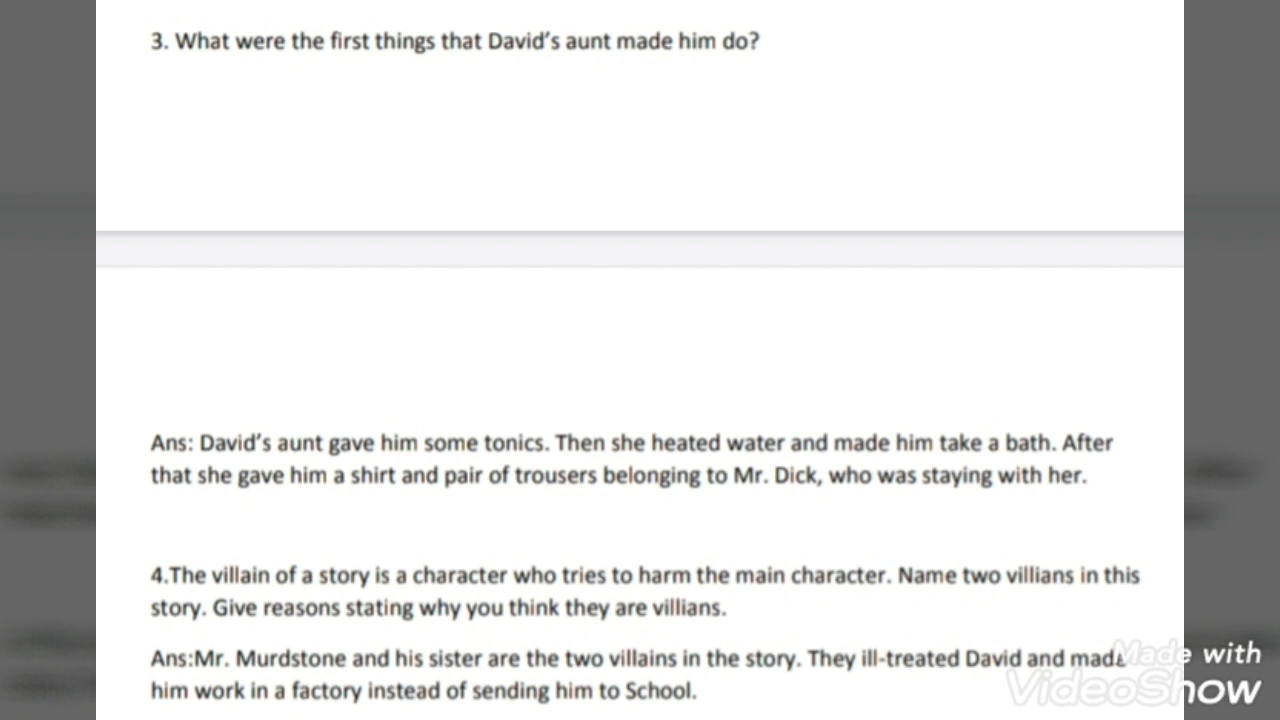 3. What were the first things that David's aunt made him do?
Ans: David's aunt gave him some tonics. Then she heated water and made him take a bath. After
that she gave him a shirt and pair of trousers belonging to Mr. Dick, who was staying with her.
4.The villain of a story is a character who tries to harm the main character. Name two villians in this
story. Give reasons stating why you think they are villians.
Ans:Mr. Murdstone and his sister are the two villains in the story. They ill-treated David and made
him work in a factory instead of sending him to School.
Made with
VideoShow